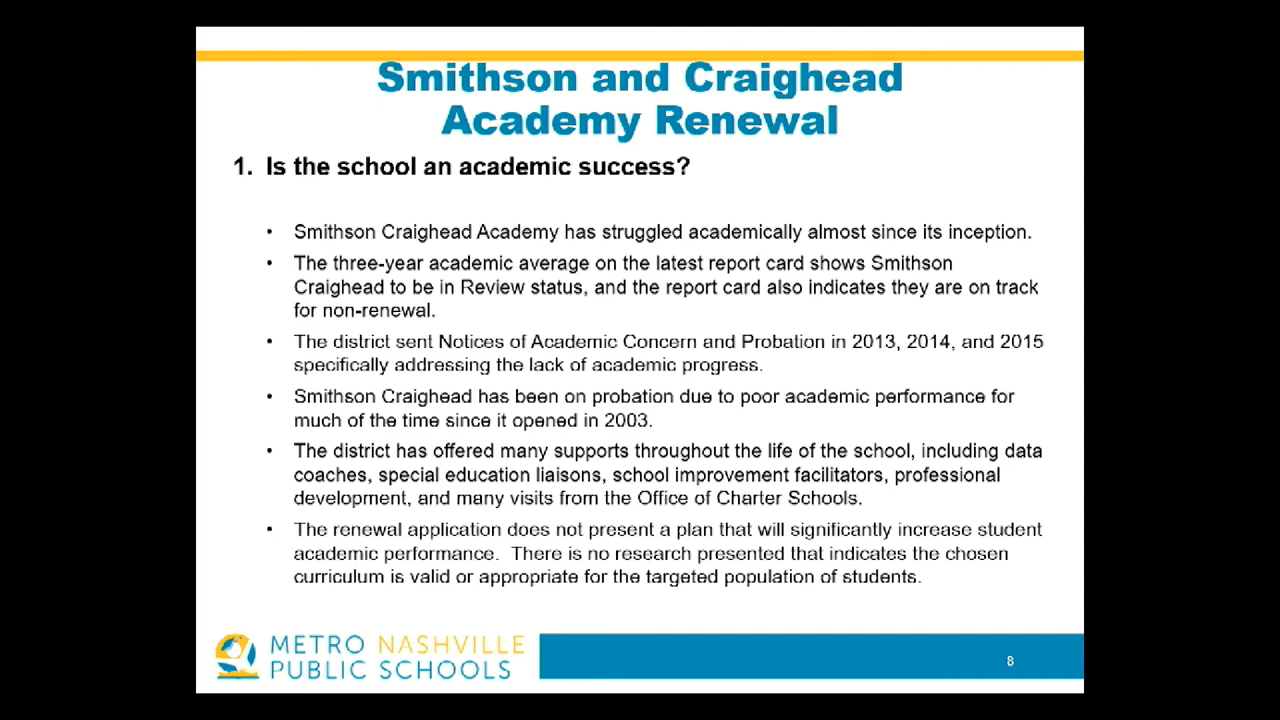 Smithson and Craighead
Academy Renewal
1. Is the school an academic success?
• Smithson Craighead Academy has struggled academically almost since its inception.
• The three-year academic average on the latest report card shows Smithson
Craighead to be in Review status, and the report card also indicates they are on track
for non-renewal.
• The district sent Notices of Academic Concern and Probation in 2013, 2014, and 2015
specifically addressing the lack of academic progress.
• Smithson Craighead has been on probation due to poor academic performance for
much of the time since it opened in 2003.
• The district has offered many supports throughout the life of the school, including data
coaches, special education liaisons, school improvement facilitators, professional
development, and many visits from the Office of Charter Schools.
• The renewal application does not present a plan that will significantly increase student
academic performance. There is no research presented that indicates the chosen
curriculum is valid or appropriate for the targeted population of students.
METRO NASHVILLE
PUBLIC SCHOOLS
8